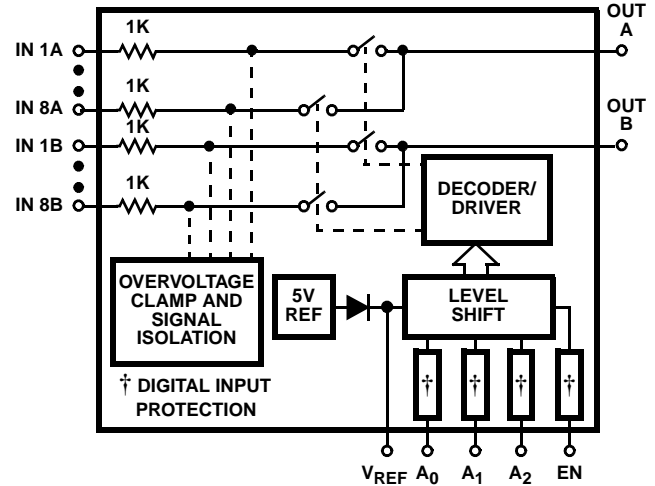 OUT
A
1K
IN 1A
1K
IN 8A
1K
OUT
B
IN 1B
1K
IN 8B
DECODER/
DRIVER
OVERVOLTAGE
CLAMP AND
SIGNAL
ISOLATION
5V
REF
LEVEL
SHIFT
† DIGITAL INPUT
PROTECTION
† † † †
VREF A0 A1 A2 EN